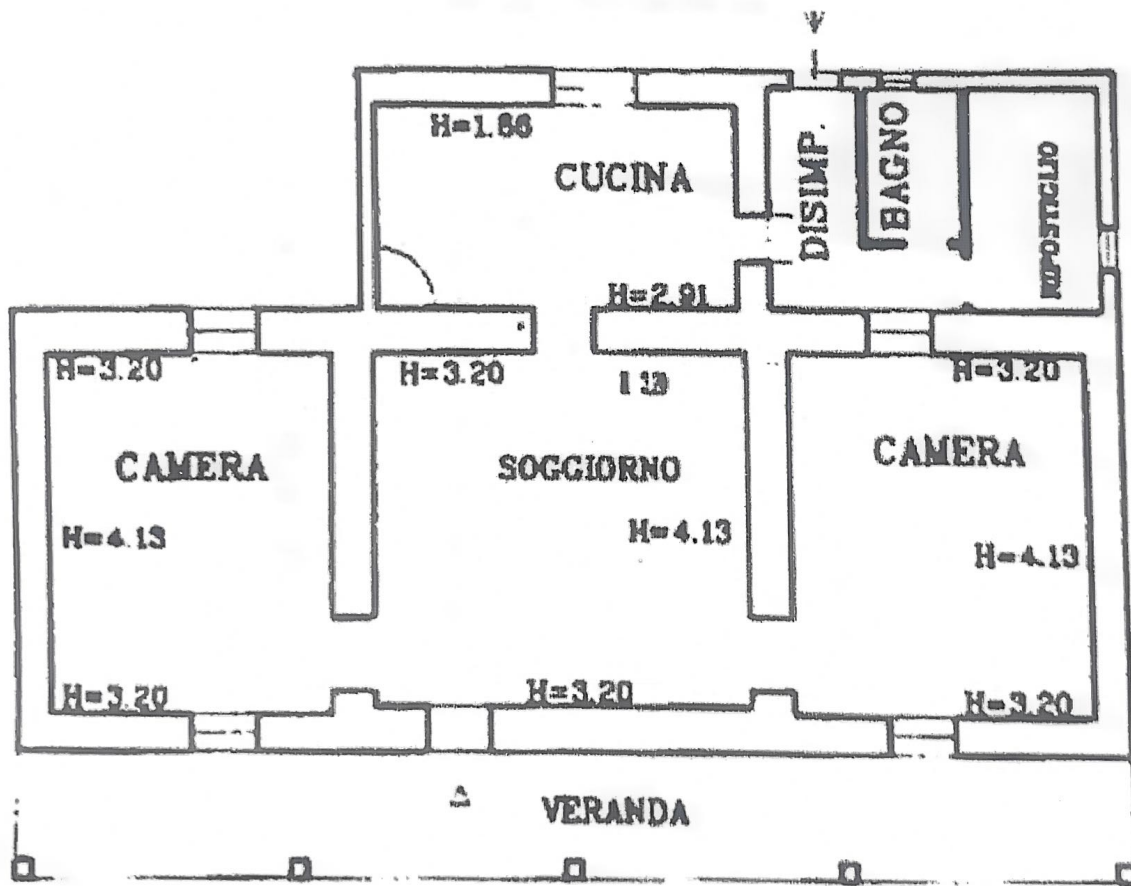 H=1.66
CUCINA
DISIMP.
BAGNO
RIPOSTIGLIO
H=2.91
H=3.20
H=3.20
H=3.20
CAMERA
SOGGIORNO
CAMERA
H=4.13
H=4.13
H=4.13
H=3.20
H=3.20
H=3.20
VERANDA